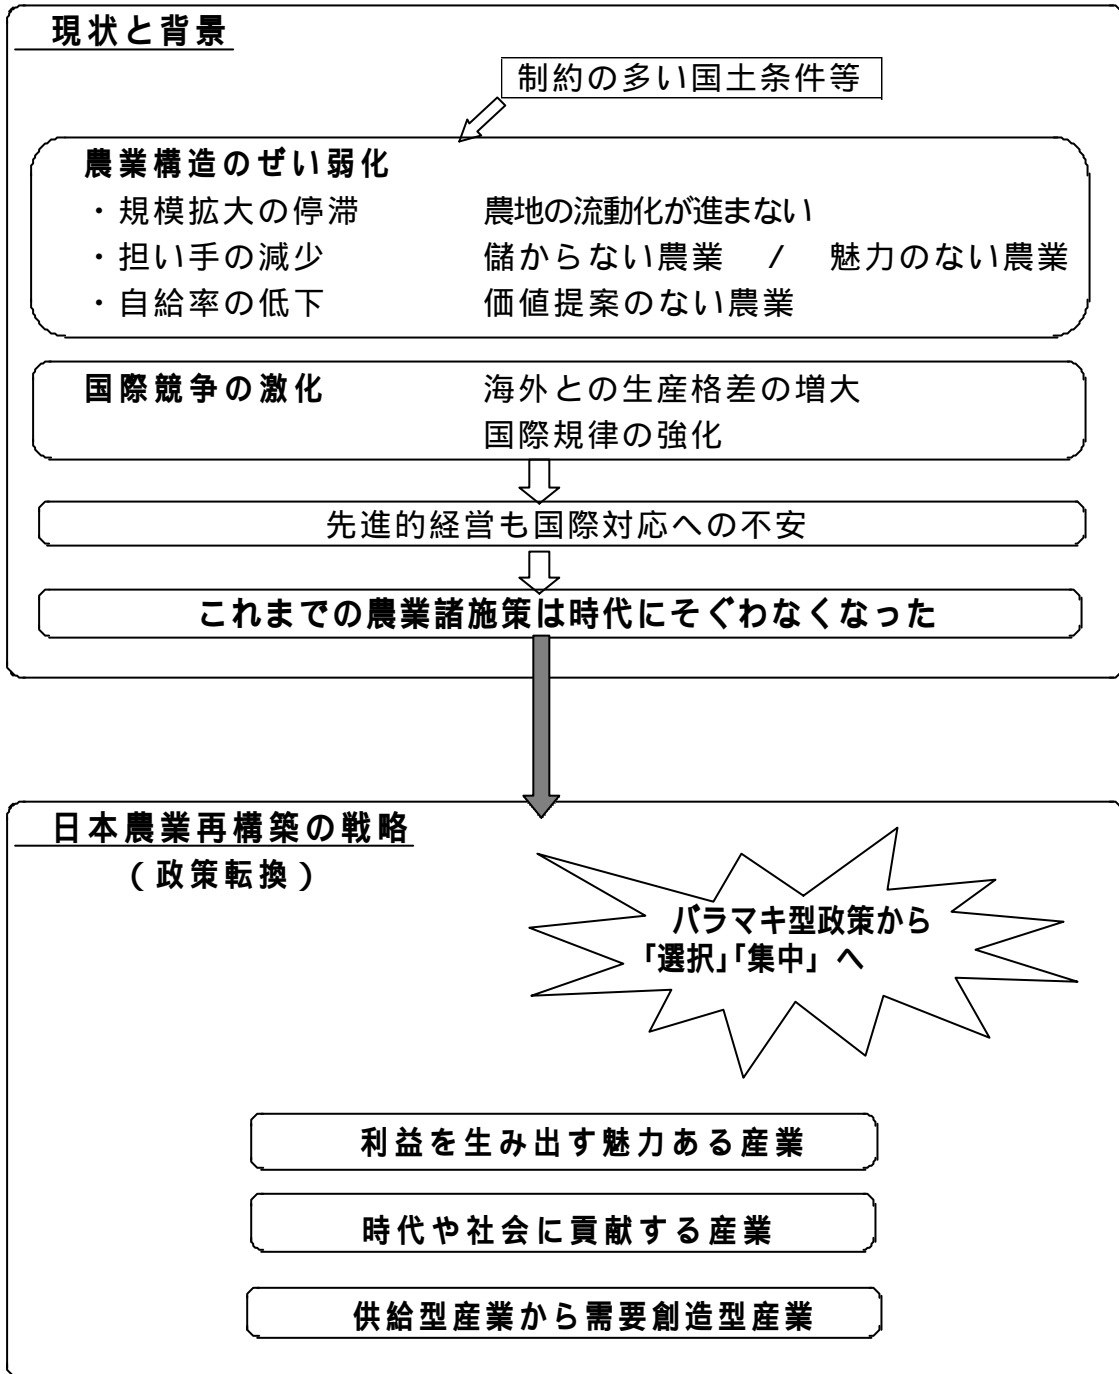 現状と背景
制約の多い国土条件等
農業構造のぜい弱化
・規模拡大の停滞　農地の流動化が進まない
・担い手の減少　儲からない農業　/　魅力のない農業
・自給率の低下　価値提案のない農業
国際競争の激化　海外との生産格差の増大
国際規律の強化
先進的経営も国際対応への不安
これまでの農業諸施策は時代にそぐわなくなった
日本農業再構築の戦略
（政策転換）
バラマキ型政策から
「選択」「集中」へ
利益を生み出す魅力ある産業
時代や社会に貢献する産業
供給型産業から需要創造型産業